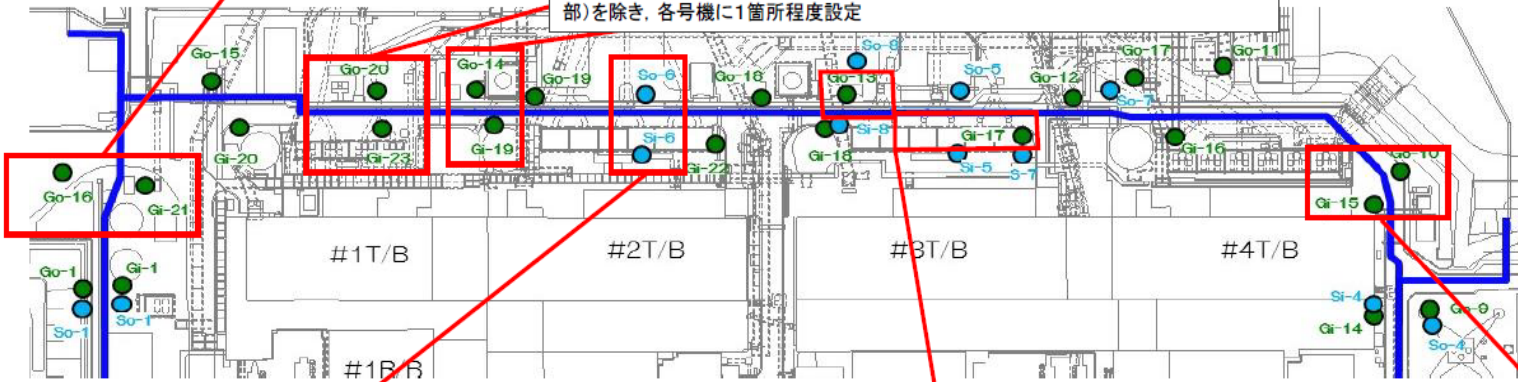 部)を除き，各号機に1箇所程度設定
So-8
Go-15
Go-17
Go-11
Go-20
Go-14
Go-19
So-6
Go-18
Go-13
So-5
Go-12
So-7
Gi-20
Gi-23
Gi-19
Si-6
Gi-22
Gi-18
Si-8
Gi-17
Si-5
S-7
Gi-16
Go-10
Go-16
Gi-21
Gi-15
#1T/B
#2T/B
#3T/B
#4T/B
Go-1
Gi-1
So-1
So-1
Si-4
Gi-14
Go-9
So-4
#1R/B